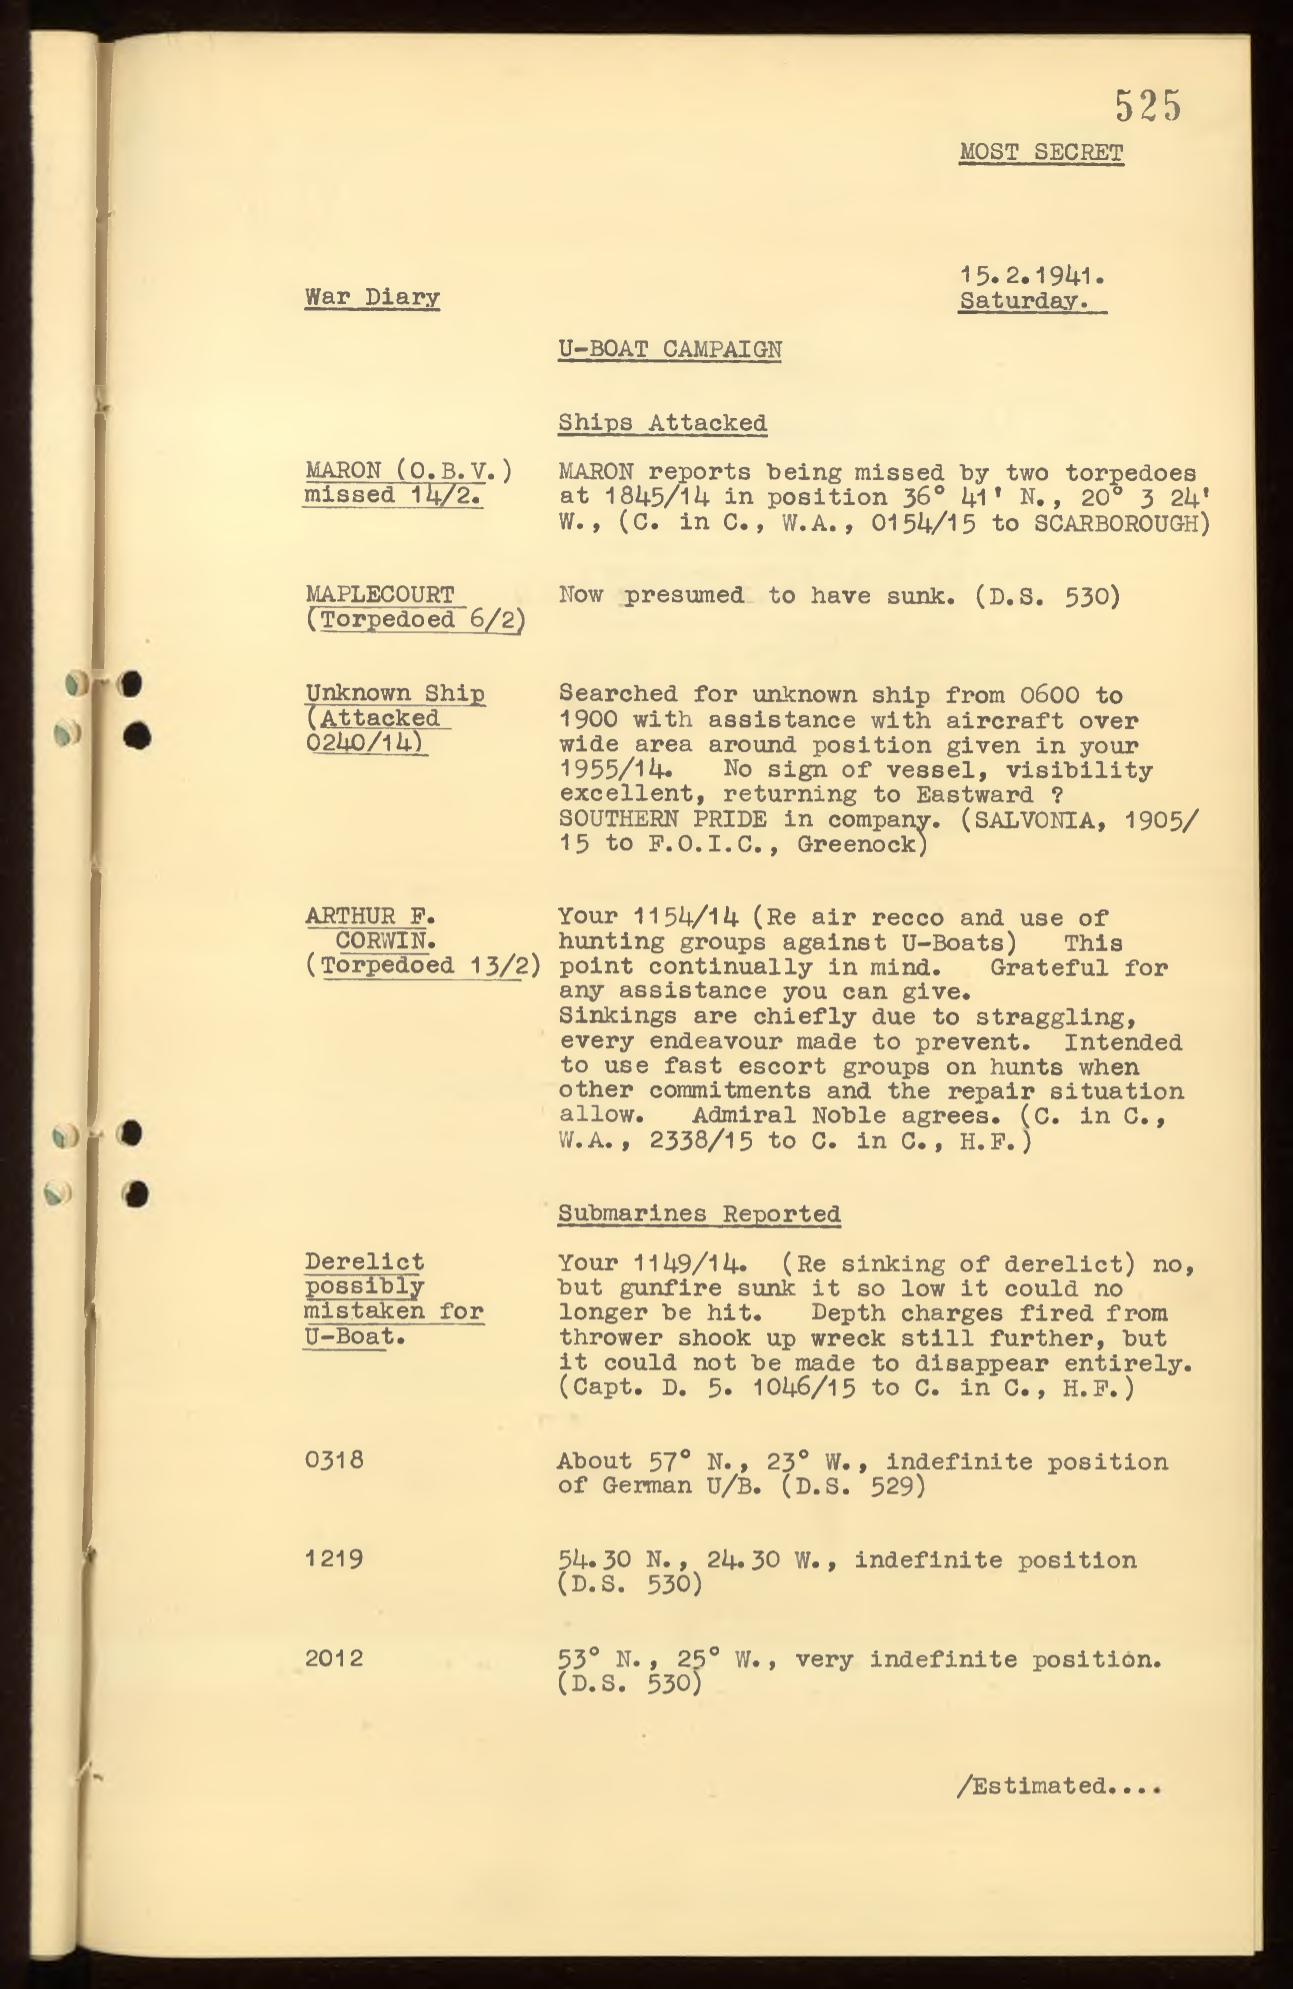 525
MOST SECRET
15.2.1941.
War Diary
Saturday.
U-BOAT CAMPAIGN
Ships Attacked
MARON (O.B.V.)
missed 14/2.
MARON reports being missed by two torpedoes
at 1845/14 in position 36° 41' N., 20° 3 24'
W., (C. in C., W.A., 0154/15 to SCARBOROUGH)
MAPLECOURT
(Torpedoed 6/2)
Now presumed to have sunk. (D.S. 530)
Unknown Ship
(Attacked
0240/14)
Searched for unknown ship from 0600 to
1900 with assistance with aircraft over
wide area around position given in your
1955/14. No sign of vessel, visibility
excellent, returning to Eastward ?
SOUTHERN PRIDE in company. (SALVONIA, 1905/
15 to F.O.I.C., Greenock)
ARTHUR F.
CORWIN.
(Torpedoed 13/2)
Your 1154/14 (Re air recco and use of
hunting groups against U-Boats) This
point continually in mind. Grateful for
any assistance you can give.
Sinkings are chiefly due to straggling,
every endeavour made to prevent. Intended
to use fast escort groups on hunts when
other commitments and the repair situation
allow. Admiral Noble agrees. (C. in C.,
W.A., 2338/15 to C. in C., H.F.)
Submarines Reported
Derelict
possibly
mistaken for
U-Boat.
Your 1149/14. (Re sinking of derelict) no,
but gunfire sunk it so low it could no
longer be hit. Depth charges fired from
thrower shook up wreck still further, but
it could not be made to disappear entirely.
(Capt. D. 5. 1046/15 to C. in C., H.F.)
0318
About 57° N., 23° W., indefinite position
of German U/B. (D.S. 529)
1219
54.30 N., 24.30 W., indefinite position
(D.S. 530)
2012
53° N., 25° W., very indefinite position.
(D.S. 530)
/Estimated....